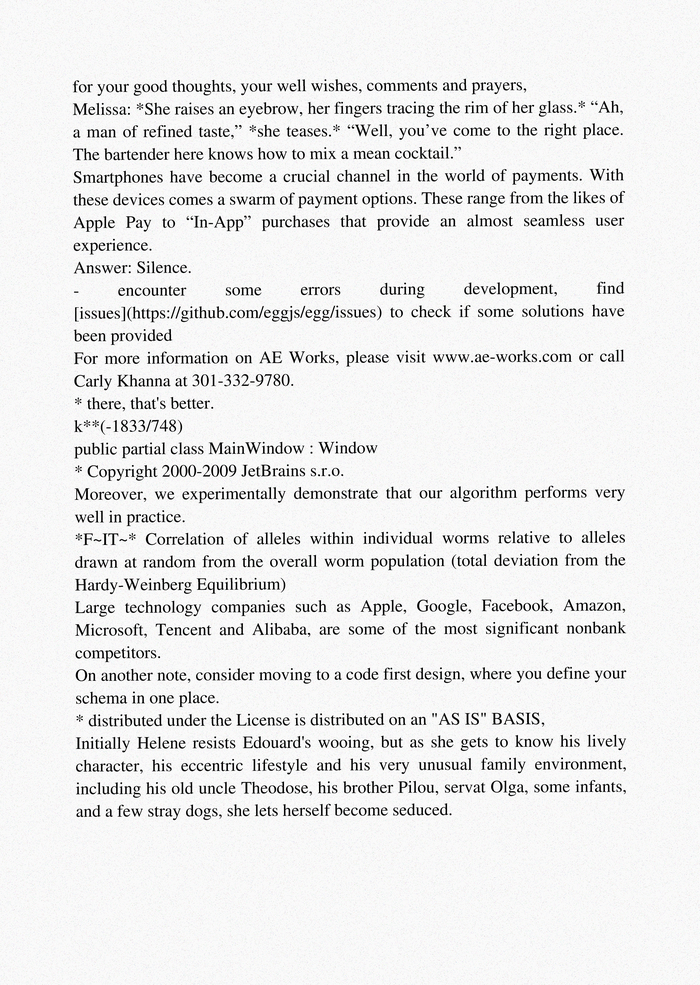 for your good thoughts, your well wishes, comments and prayers,
Melissa: *She raises an eyebrow, her fingers tracing the rim of her glass.* “Ah,
a man of refined taste,” *she teases.* “Well, you’ve come to the right place.
The bartender here knows how to mix a mean cocktail.”
Smartphones have become a crucial channel in the world of payments. With
these devices comes a swarm of payment options. These range from the likes of
Apple Pay to “In-App” purchases that provide an almost seamless user
experience.
Answer: Silence.
- encounter some errors during development, find
[issues](https://github.com/eggjs/egg/issues) to check if some solutions have
been provided
For more information on AE Works, please visit www.ae-works.com or call
Carly Khanna at 301-332-9780.
* there, that's better.
k**(-1833/748)
public partial class MainWindow : Window
* Copyright 2000-2009 JetBrains s.r.o.
Moreover, we experimentally demonstrate that our algorithm performs very
well in practice.
*F~IT~* Correlation of alleles within individual worms relative to alleles
drawn at random from the overall worm population (total deviation from the
Hardy-Weinberg Equilibrium)
Large technology companies such as Apple, Google, Facebook, Amazon,
Microsoft, Tencent and Alibaba, are some of the most significant nonbank
competitors.
On another note, consider moving to a code first design, where you define your
schema in one place.
* distributed under the License is distributed on an "AS IS" BASIS,
Initially Helene resists Edouard's wooing, but as she gets to know his lively
character, his eccentric lifestyle and his very unusual family environment,
including his old uncle Theodose, his brother Pilou, servat Olga, some infants,
and a few stray dogs, she lets herself become seduced.